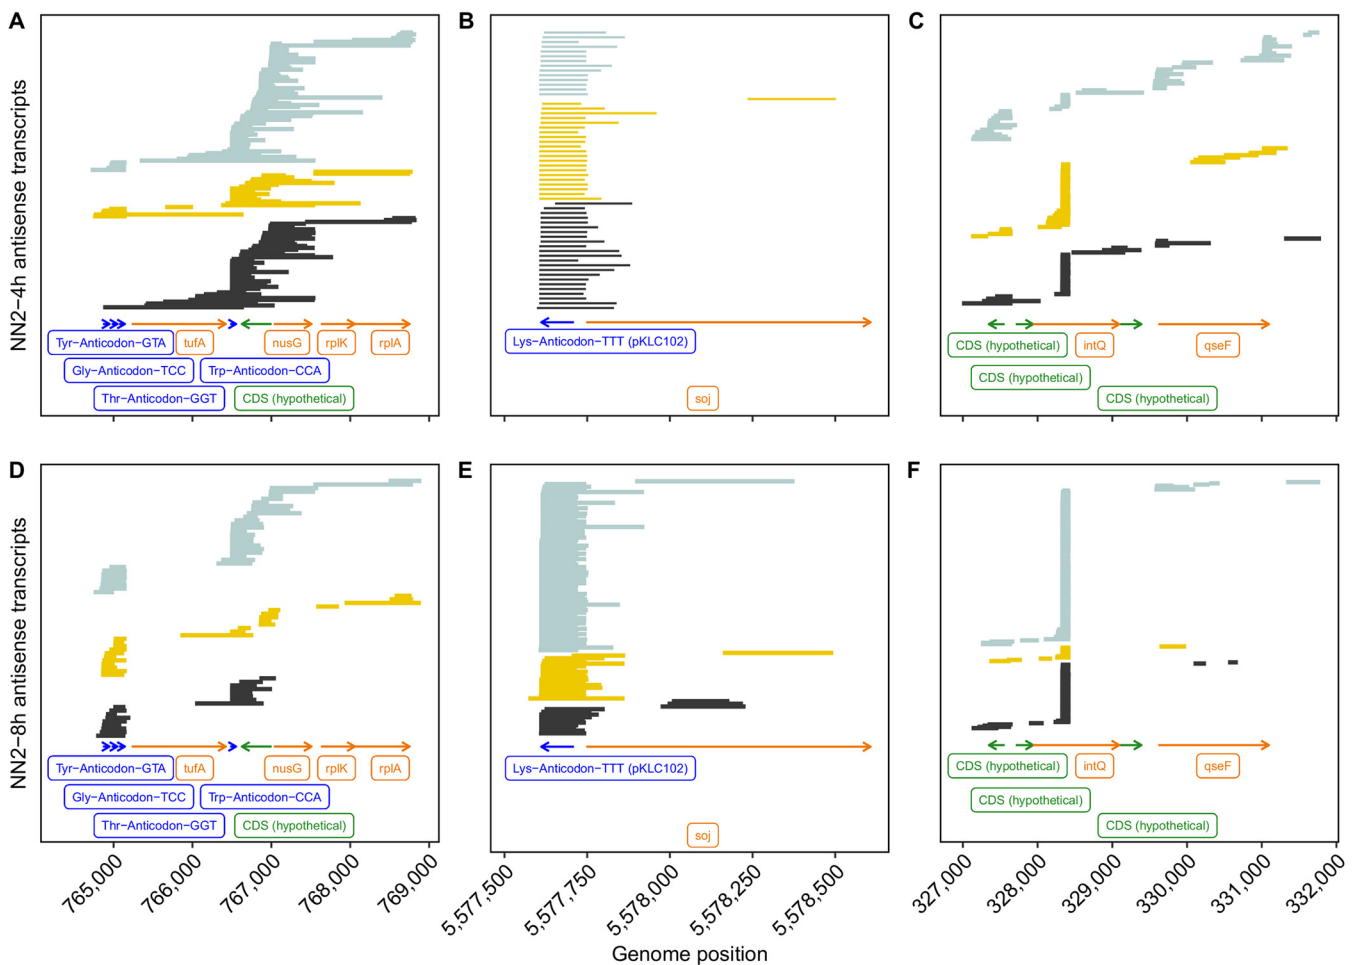 A
B
C
NN2−4h antisense transcripts
Tyr−Anticodon−GTA
tufA
nusG
rplK
rplA
Gly−Anticodon−TCC
Trp−Anticodon−CCA
Thr−Anticodon−GGT
CDS (hypothetical)
Lys−Anticodon−TTT (pKLC102)
soj
CDS (hypothetical)
intQ
qseF
CDS (hypothetical)
CDS (hypothetical)
D
E
F
NN2−8h antisense transcripts
Tyr−Anticodon−GTA
tufA
nusG
rplK
rplA
Gly−Anticodon−TCC
Trp−Anticodon−CCA
Thr−Anticodon−GGT
CDS (hypothetical)
Lys−Anticodon−TTT (pKLC102)
soj
CDS (hypothetical)
intQ
qseF
CDS (hypothetical)
CDS (hypothetical)
765,000
766,000
767,000
768,000
769,000
5,577,500
5,577,750
5,578,000
5,578,250
5,578,500
327,000
328,000
329,000
330,000
331,000
332,000
Genome position